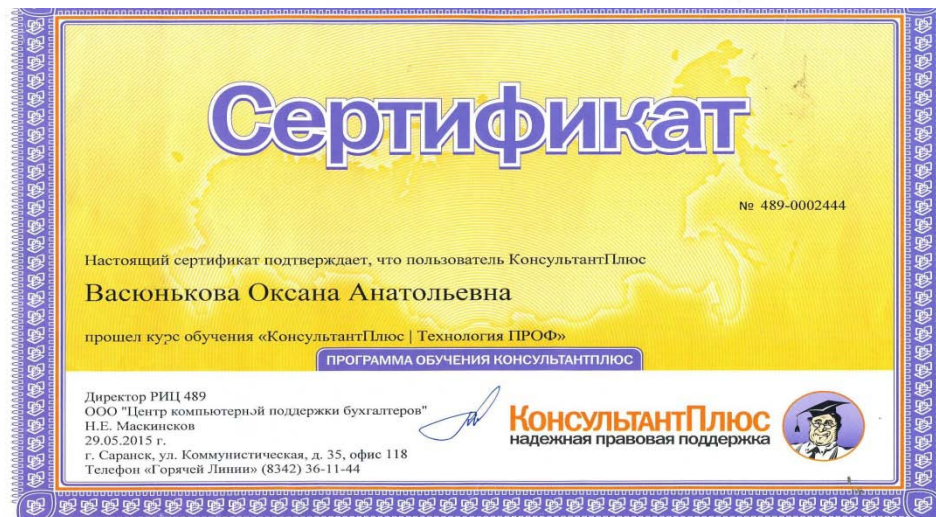 Сертификат
№ 489-0002444
Настоящий сертификат подтверждает, что пользователь КонсультантПлюс
Васюнькова Оксана Анатольевна
прошел курс обучения «КонсультантПлюс | Технология ПРОФ»
ПРОГРАММА ОБУЧЕНИЯ КОНСУЛЬТАНТПЛЮС
Директор РИЦ 489
ООО "Центр компьютерной поддержки бухгалтеров"
Н.Е. Маскинсков
29.05.2015 г.
г. Саранск, ул. Коммунистическая, д. 35, офис 118
Телефон «Горячей Линии» (8342) 36-11-44
КонсультантПлюс
надежная правовая поддержка